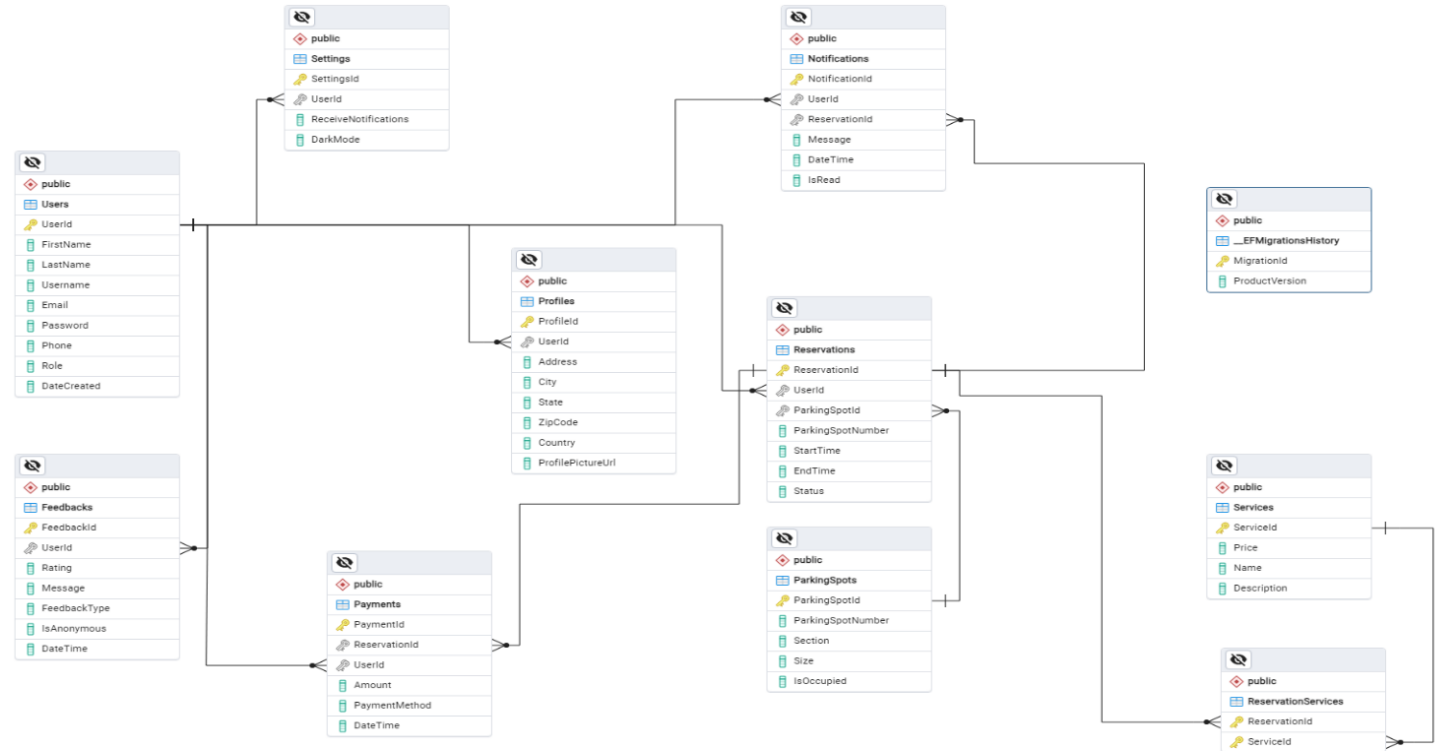 public
Settings
SettingsId
UserId
ReceiveNotifications
DarkMode
public
Notifications
NotificationId
UserId
ReservationId
Message
DateTime
IsRead
public
Users
UserId
FirstName
LastName
Username
Email
Password
Phone
Role
DateCreated
public
__EFMigrationsHistory
MigrationId
ProductVersion
public
Profiles
ProfileId
UserId
Address
City
State
ZipCode
Country
ProfilePictureUrl
public
Reservations
ReservationId
UserId
ParkingSpotId
ParkingSpotNumber
StartTime
EndTime
Status
public
Feedbacks
FeedbackId
UserId
Rating
Message
FeedbackType
IsAnonymous
DateTime
public
Payments
PaymentId
ReservationId
UserId
Amount
PaymentMethod
DateTime
public
ParkingSpots
ParkingSpotId
ParkingSpotNumber
Section
Size
IsOccupied
public
Services
ServiceId
Price
Name
Description
public
ReservationServices
ReservationId
ServiceId